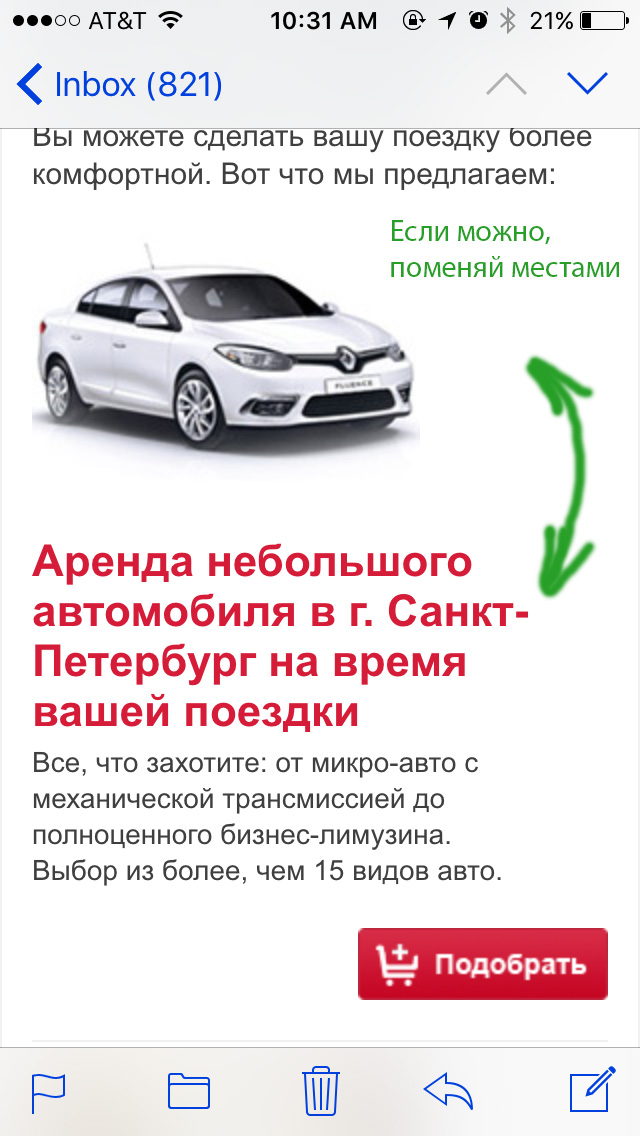 AT&T 10:31 AM 21%
Inbox (821)
Вы можете сделать вашу поездку более
комфортной. Вот что мы предлагаем:
Если можно,
поменяй местами
FLUENCE
Аренда небольшого
автомобиля в г. Санкт-
Петербург на время
вашей поездки
Все, что захотите: от микро-авто с
механической трансмиссией до
полноценного бизнес-лимузина.
Выбор из более, чем 15 видов авто.
Подобрать